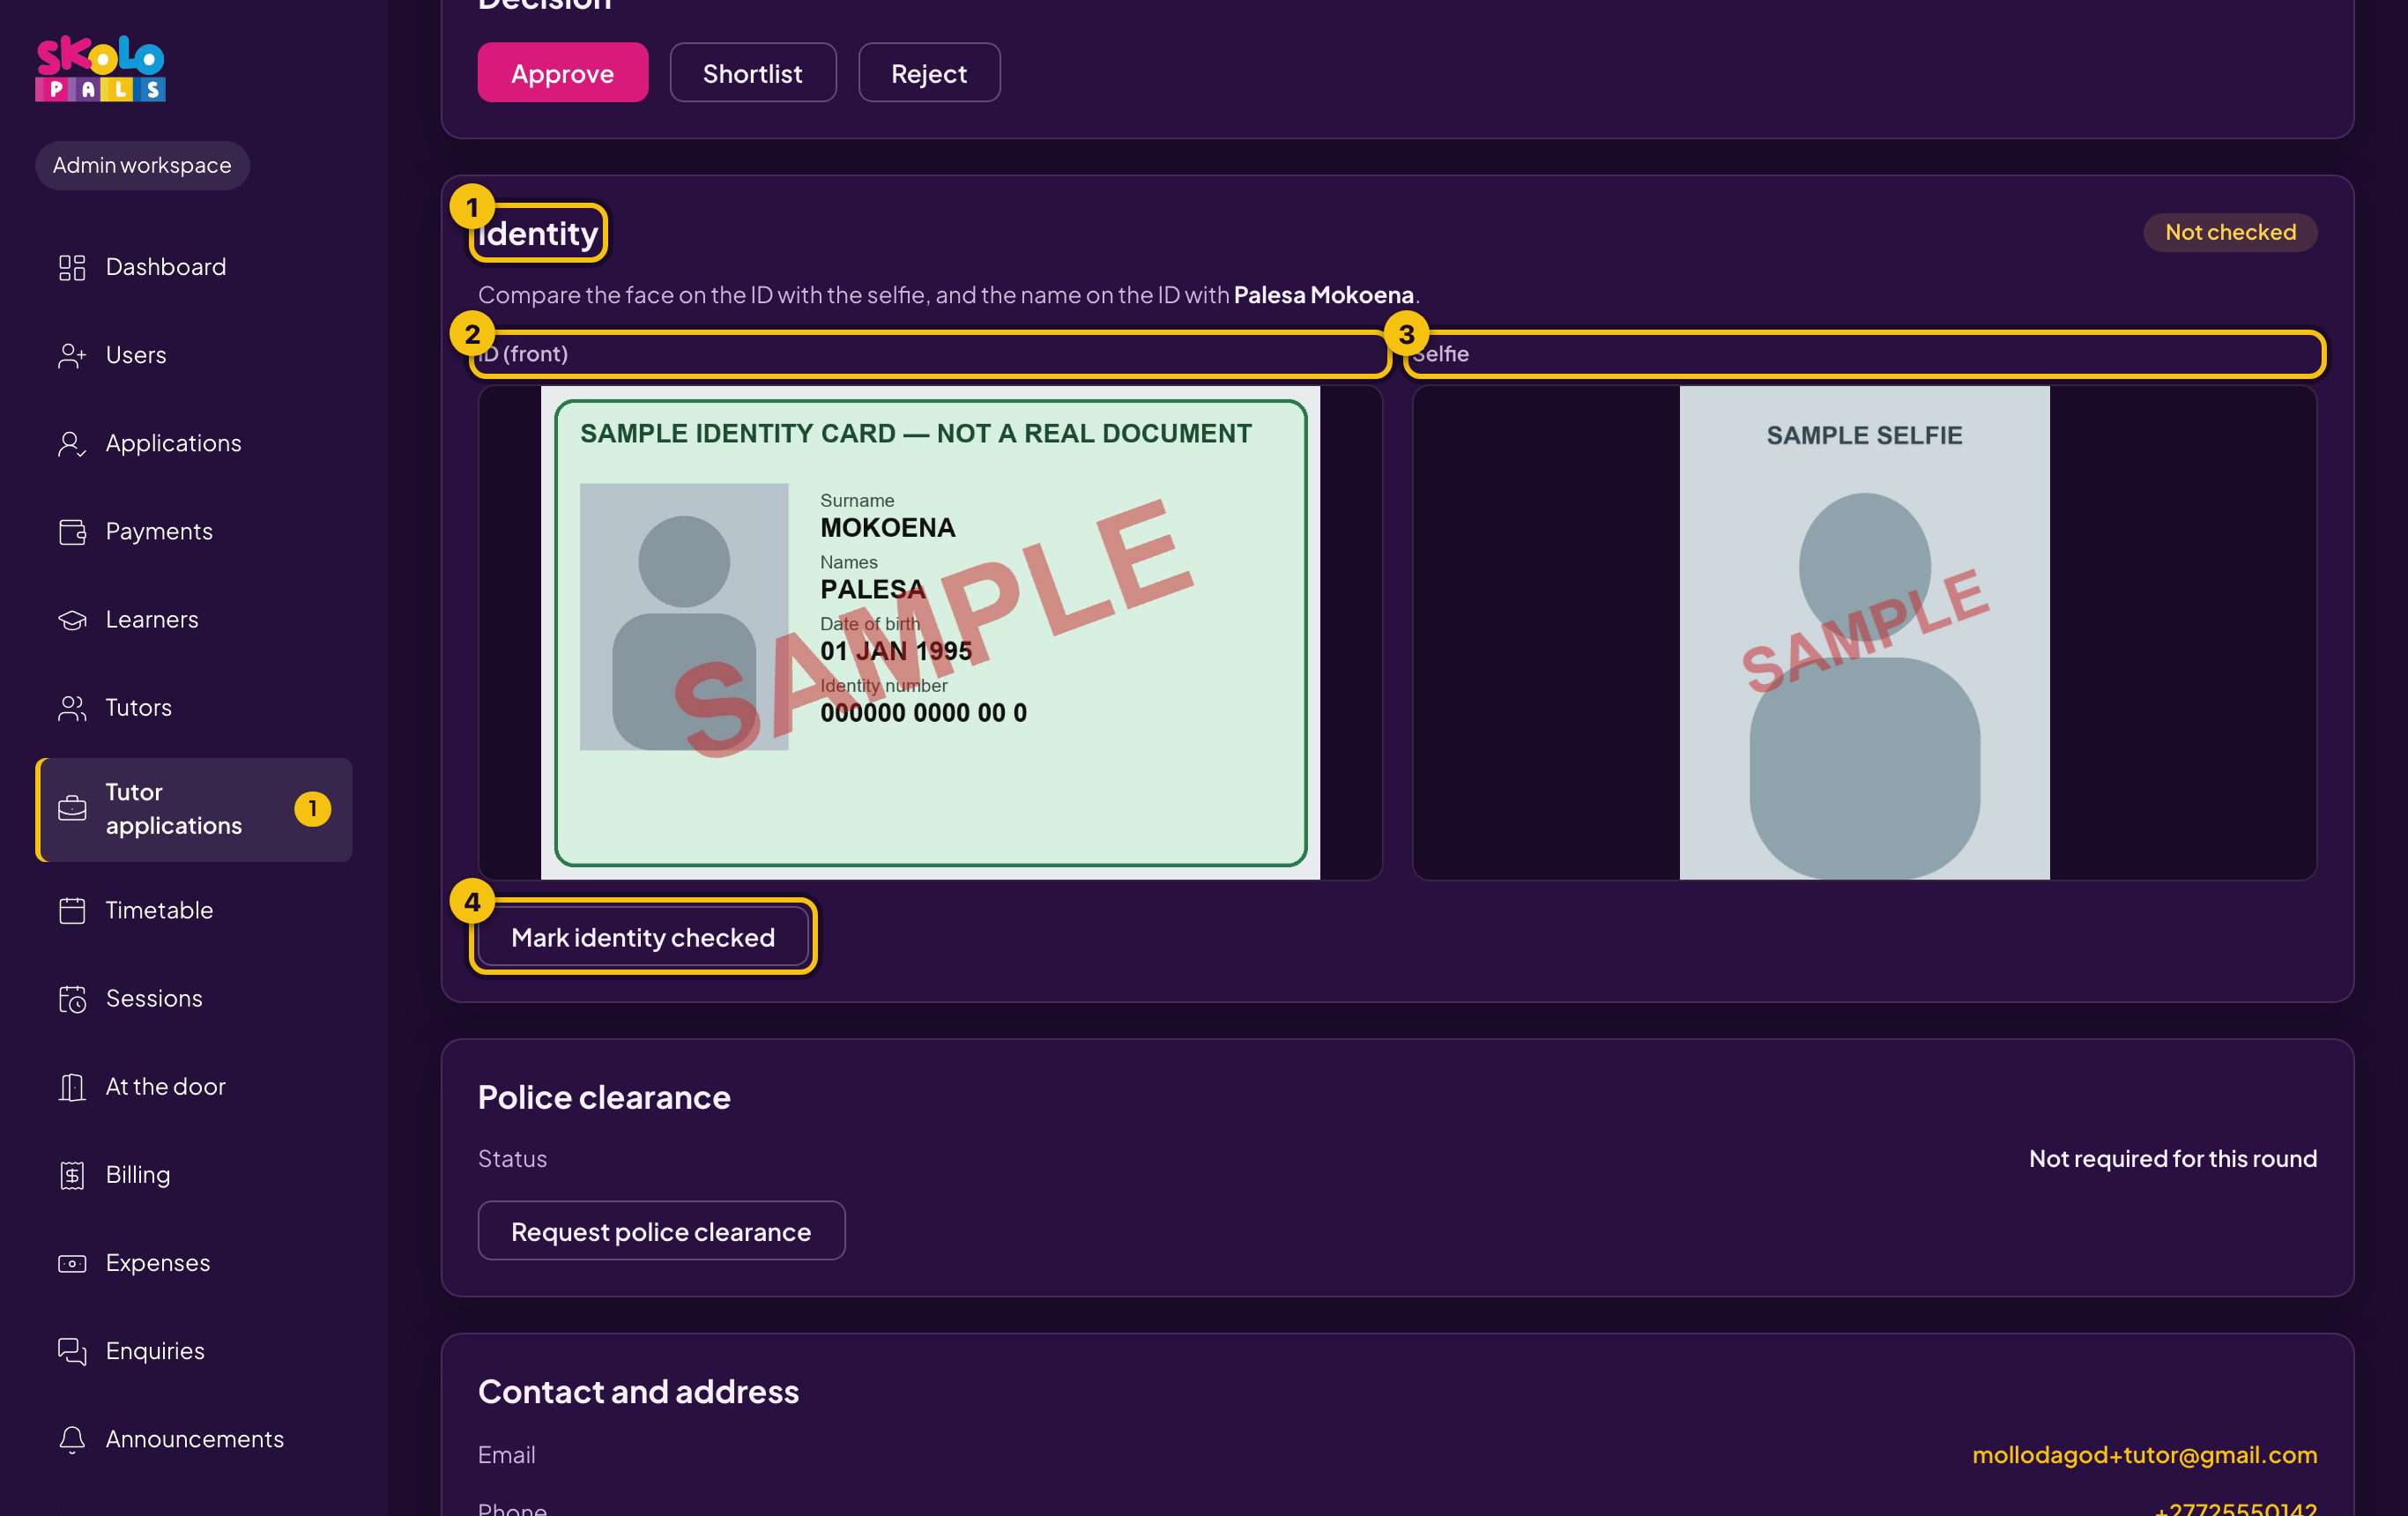 SKOLO
PALS
Admin workspace
Dashboard
Users
Applications
Payments
Learners
Tutors
Tutor
applications
1
Timetable
Sessions
At the door
Billing
Expenses
Enquiries
Announcements
Decision
Approve
Shortlist
Reject
1
Identity
Not checked
Compare the face on the ID with the selfie, and the name on the ID with Palesa Mokoena.
2
ID (front)
3
Selfie
SAMPLE IDENTITY CARD — NOT A REAL DOCUMENT
Surname
MOKOENA
Names
PALESA
Date of birth
01 JAN 1995
Identity number
000000 0000 00 0
SAMPLE
SAMPLE SELFIE
SAMPLE
4
Mark identity checked
Police clearance
Status
Not required for this round
Request police clearance
Contact and address
Email
mollodagod+tutor@gmail.com
Phone
+27725550142